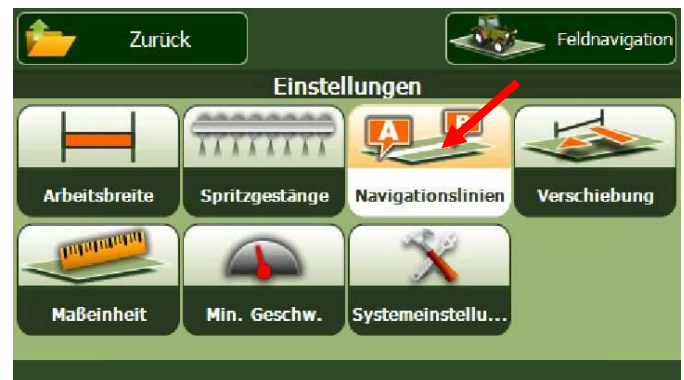 Zurück
Feldnavigation
Einstellungen
A B
Arbeitsbreite
Spritzgestänge
Navigationslinien
Verschiebung
Maßeinheit
Min. Geschw.
Systemeinstellu...